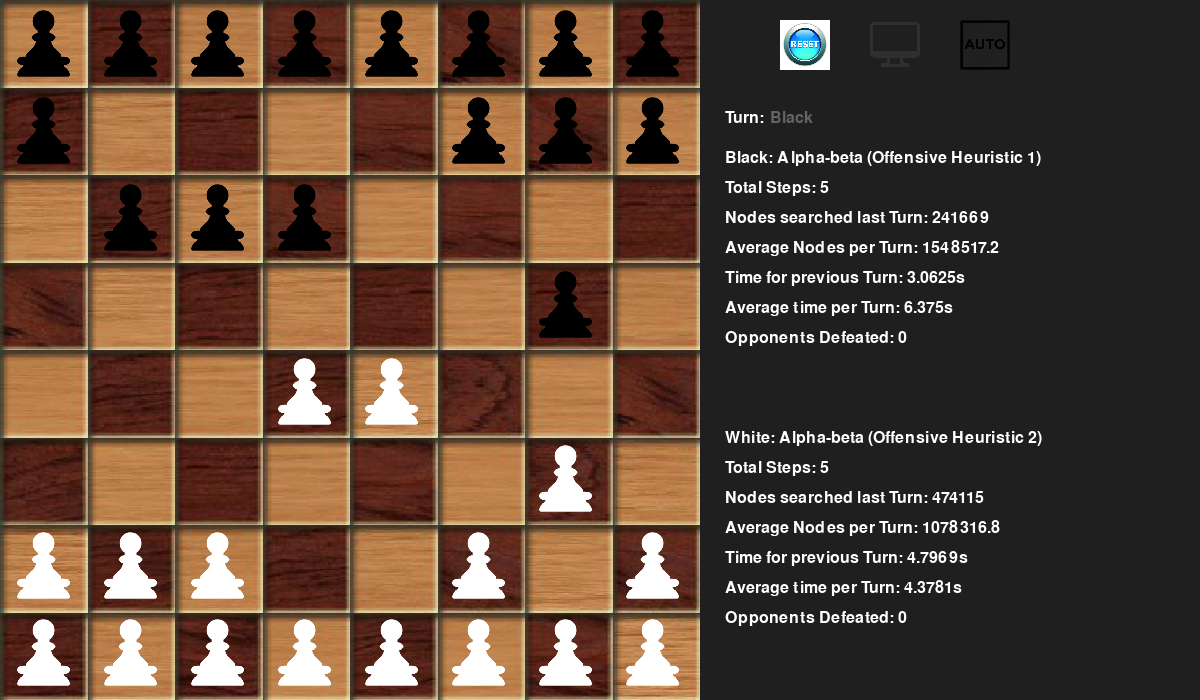 RESET
AUTO
Turn: Black
Black: Alpha-beta (Offensive Heuristic 1)
Total Steps: 5
Nodes searched last Turn: 241669
Average Nodes per Turn: 1548517.2
Time for previous Turn: 3.0625s
Average time per Turn: 6.375s
Opponents Defeated: 0
White: Alpha-beta (Offensive Heuristic 2)
Total Steps: 5
Nodes searched last Turn: 474115
Average Nodes per Turn: 1078316.8
Time for previous Turn: 4.7969s
Average time per Turn: 4.3781s
Opponents Defeated: 0